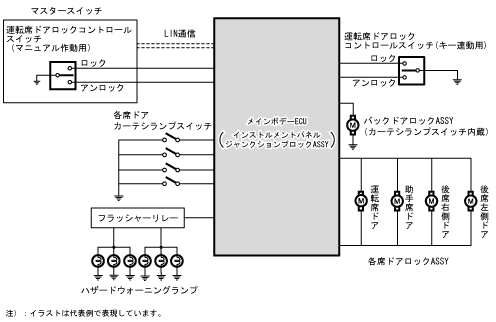 マスタースイッチ
運転席ドアロックコントロール
スイッチ
（マニュアル作動用）
ロック
アンロック
LIN通信
各席ドア
カーテシランプスイッチ
フラッシャーリレー
ハザードウォーニングランプ
メインボデーECU
（インストルメントパネル
ジャンクションブロックASSY）
運転席ドアロック
コントロールスイッチ（キー連動用）
ロック
アンロック
M
バックドアロックASSY
（カーテシランプスイッチ内蔵）
M
運転席ドア
M
助手席ドア
M
後席右側ドア
M
後席左側ドア
各席ドアロックASSY
注）：イラストは代表例で表現しています。